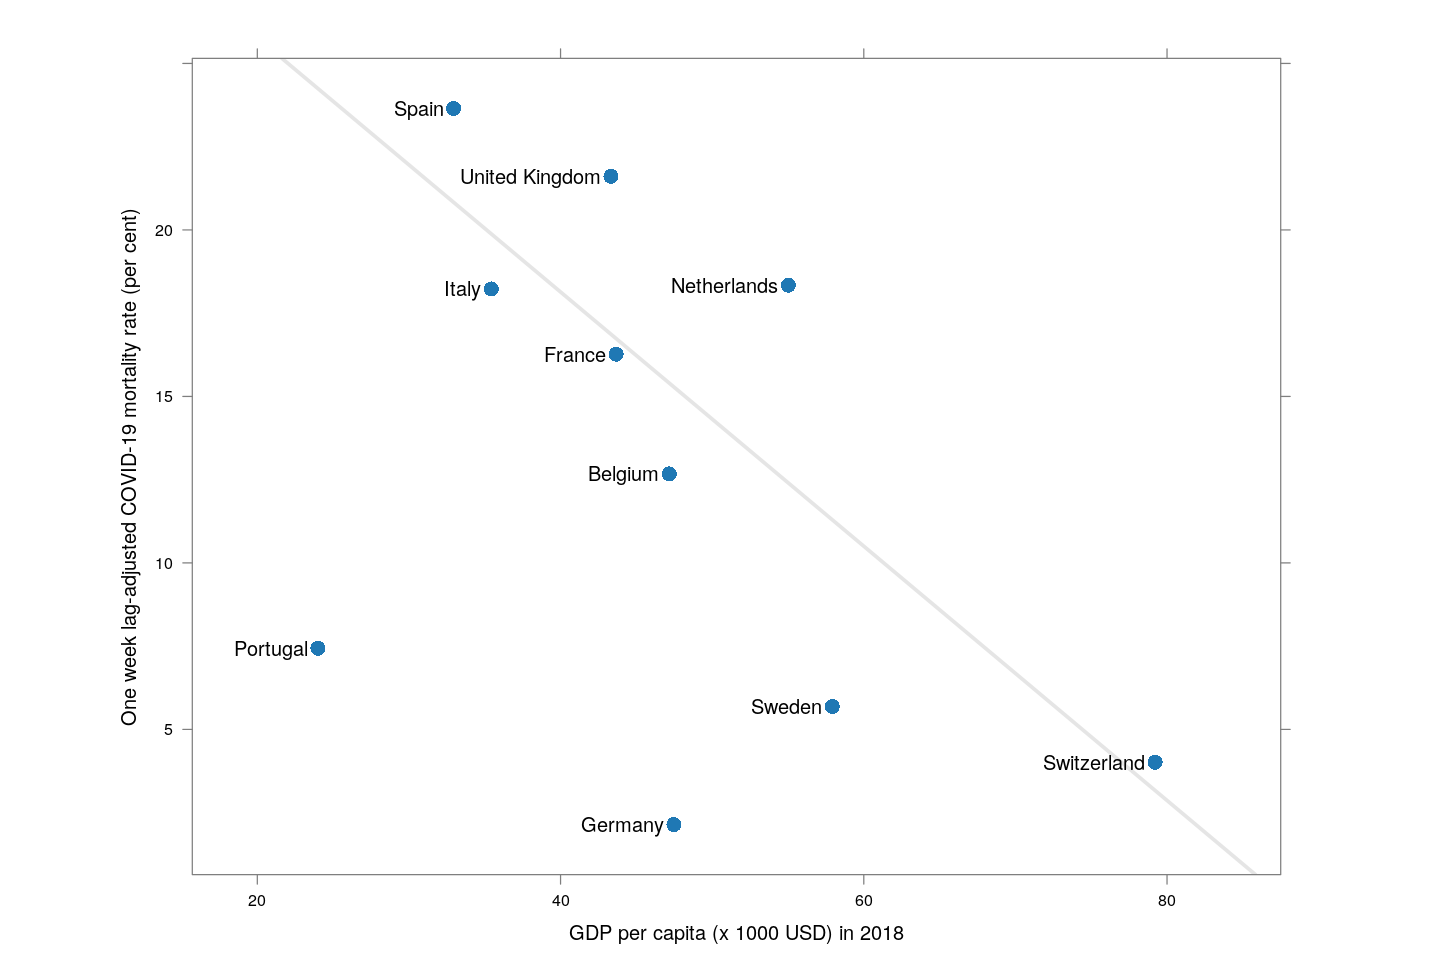 Spain
United Kingdom
Italy
Netherlands
France
Belgium
Portugal
Sweden
Switzerland
Germany
One week lag-adjusted COVID-19 mortality rate (per cent)
20
15
10
5
20 40 60 80
GDP per capita (x 1000 USD) in 2018